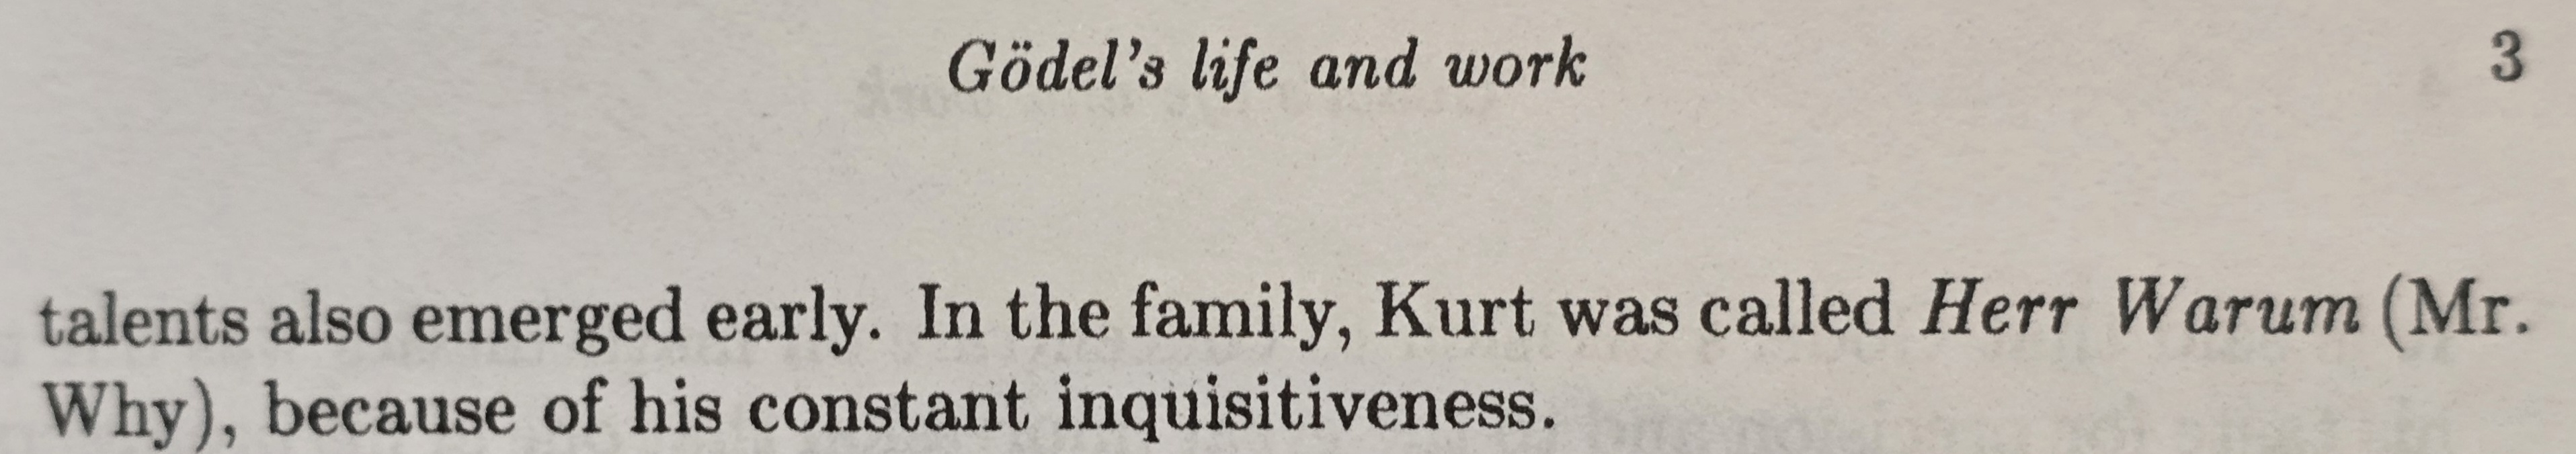 Gödel's life and work 3
talents also emerged early. In the family, Kurt was called Herr Warum (Mr.
Why), because of his constant inquisitiveness.